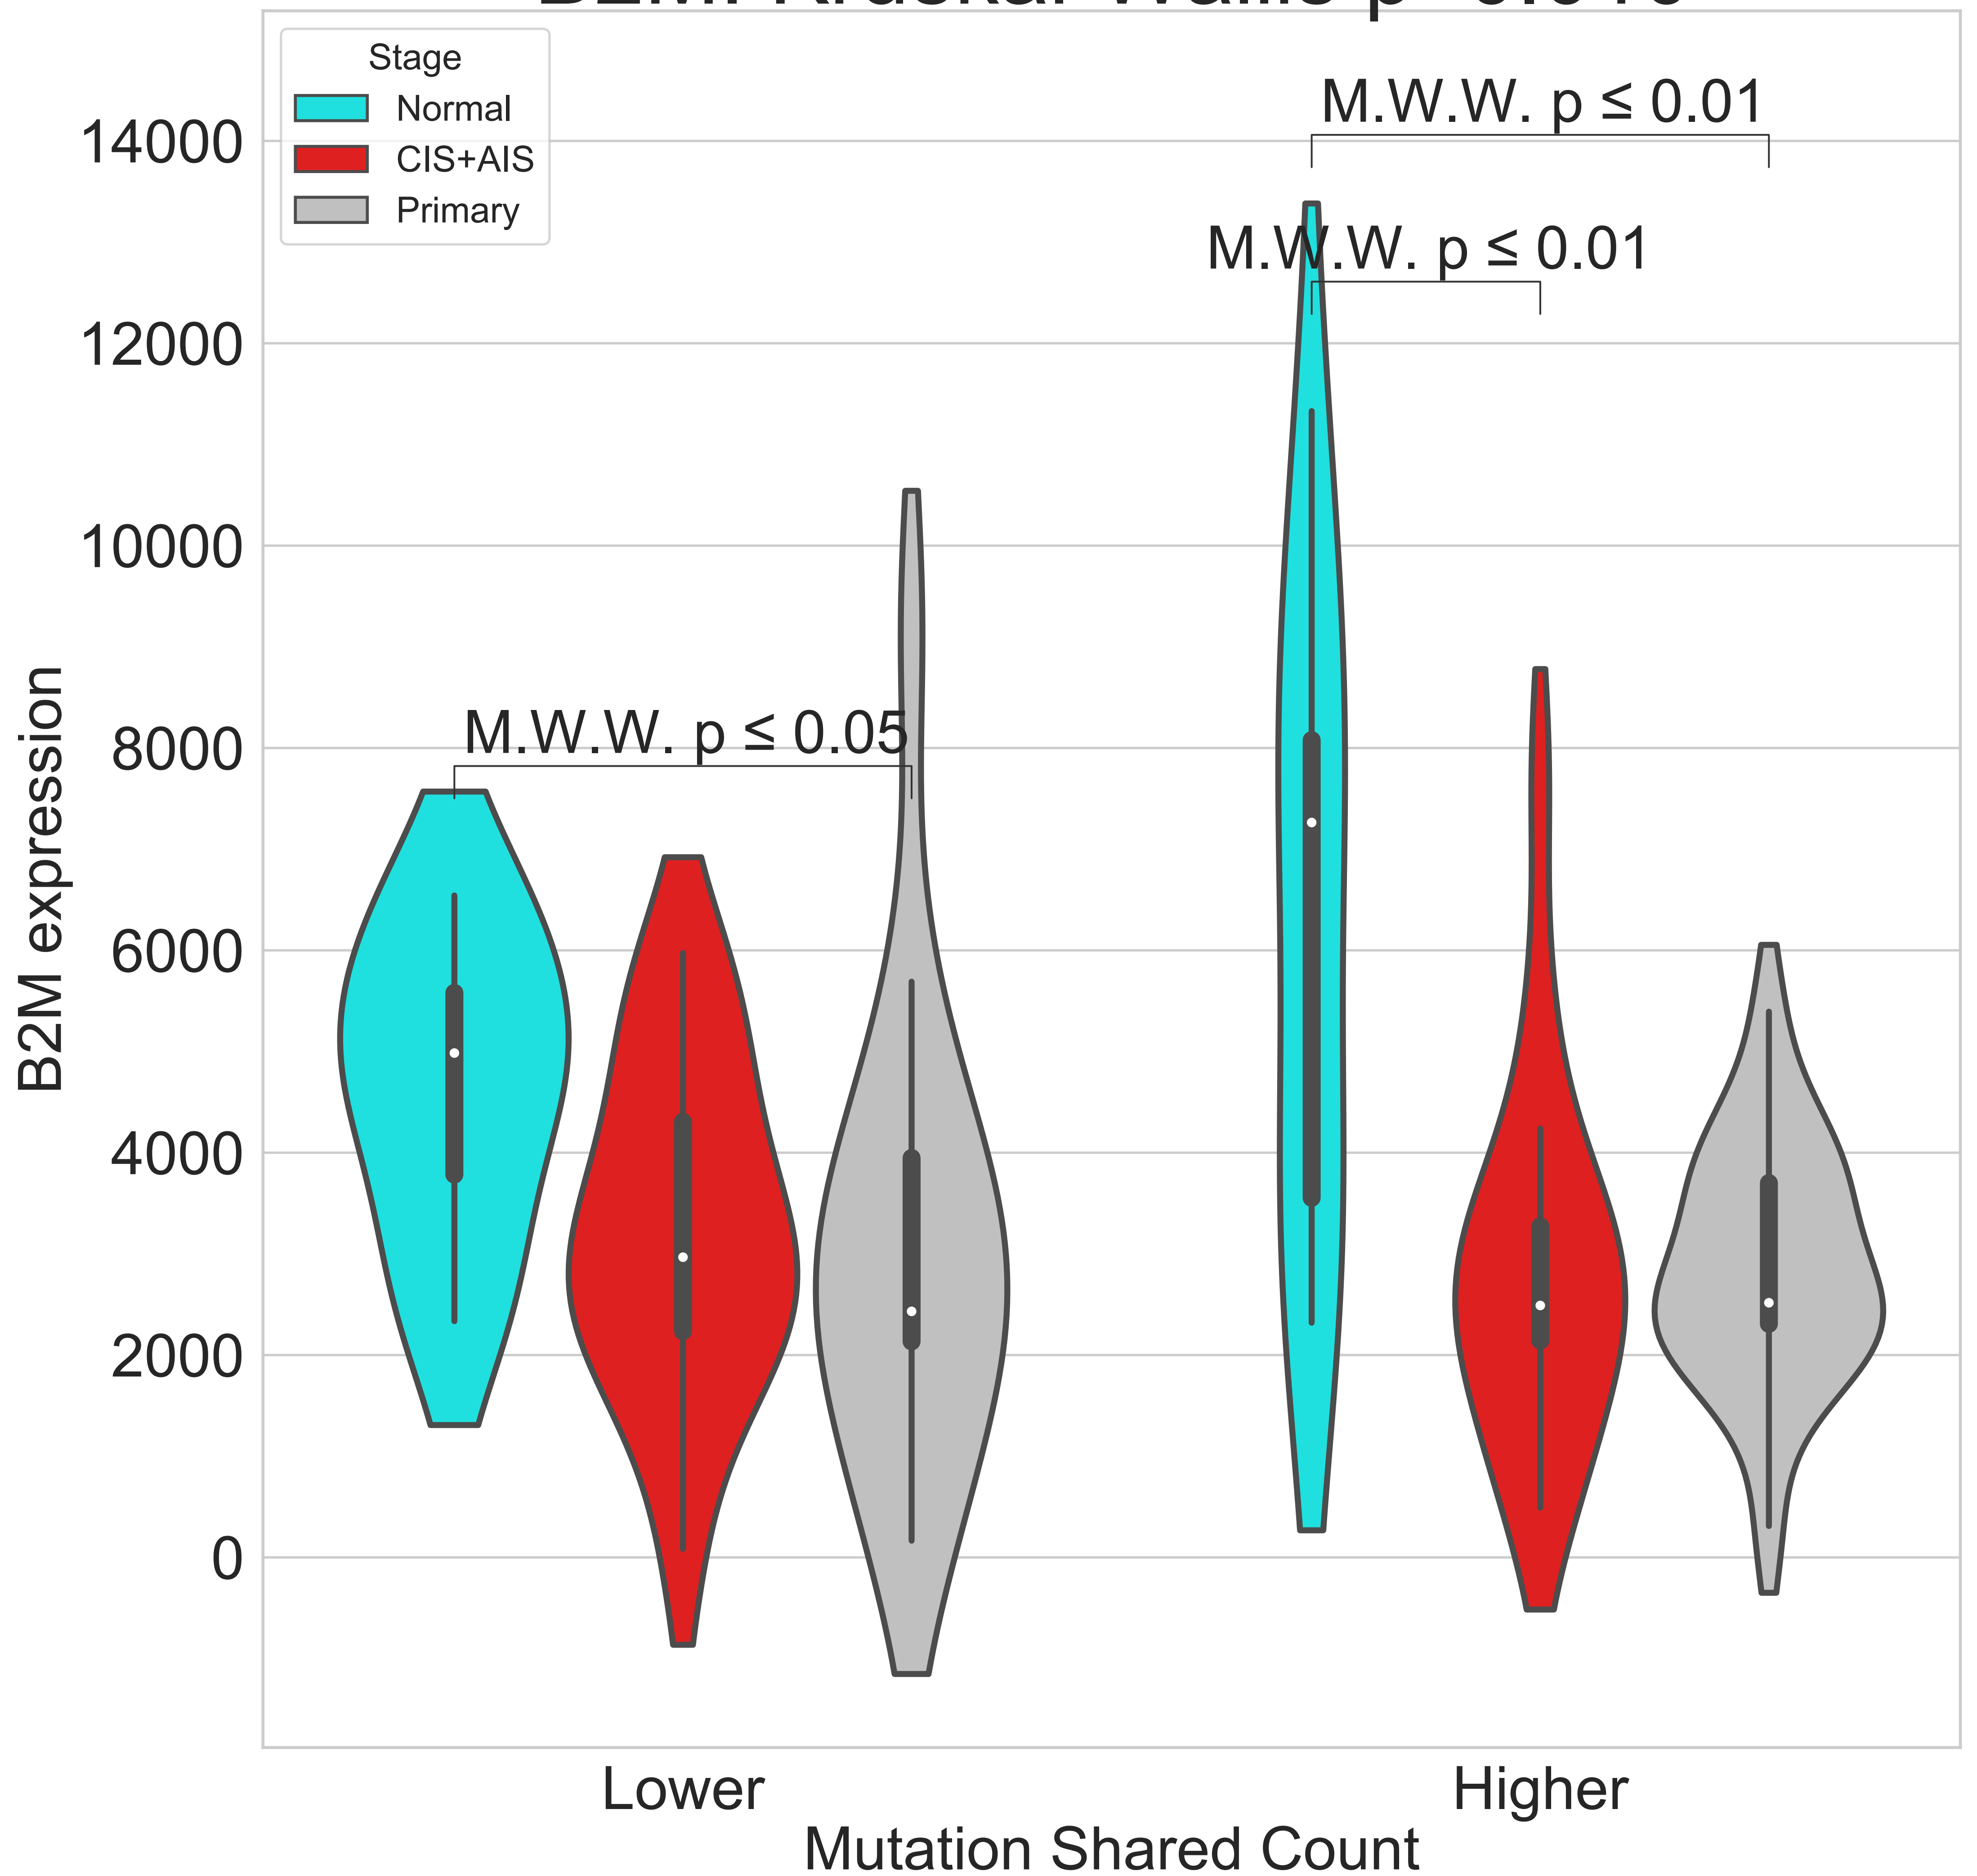 Stage
Normal
CIS+AIS
Primary
M.W.W. p ≤ 0.01
M.W.W. p ≤ 0.01
M.W.W. p ≤ 0.05
14000
12000
10000
8000
6000
4000
2000
0
B2M expression
Lower
Higher
Mutation Shared Count